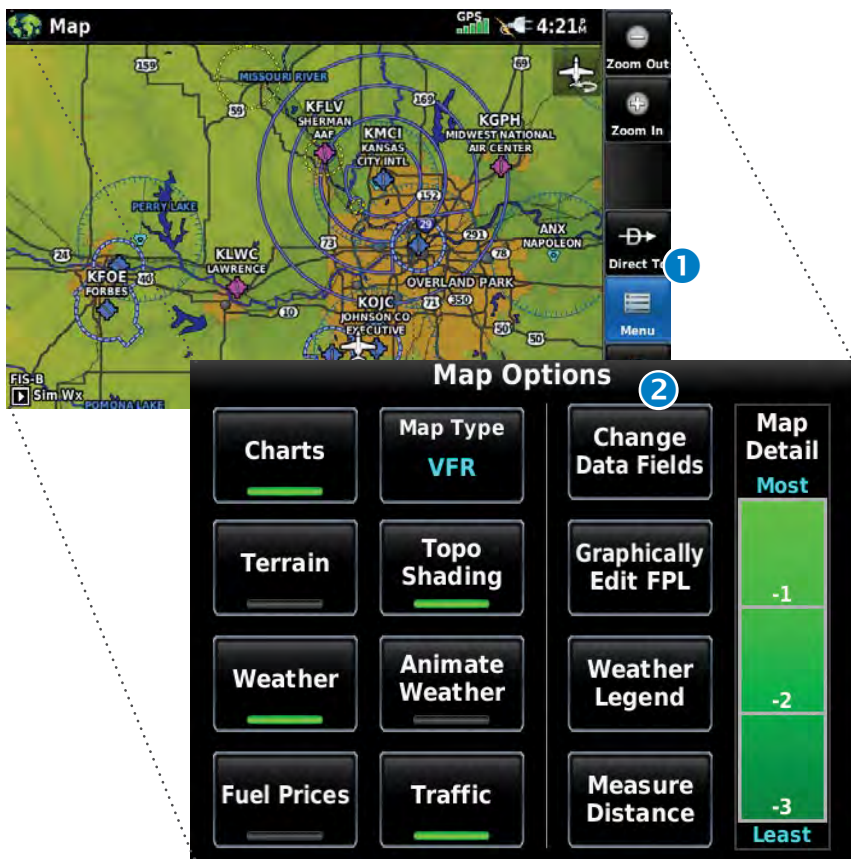 Map
GPS
4:21 P M
Zoom Out
Zoom In
Direct To
1
Menu
159
MISSOURI RIVER
69
59
KFLV
SHERMAN
AAF
169
KMCI
KANSAS
CITY INTL
KGPH
MIDWEST NATIONAL
AIR CENTER
152
PERRY LAKE
29
291
ANX
NAPOLEON
24
73
78
KLWC
LAWRENCE
KFOE
FORBES
40
OVERLAND PARK
10
KOJC
JOHNSON CO
EXECUTIVE
71
350
50
50
FIS-B
Sim Wx
POMONA LAKE
Map Options
2
Charts
Map Type
VFR
Change
Data Fields
Map
Detail
Most
Terrain
Topo
Shading
Graphically
Edit FPL
-1
Weather
Animate
Weather
Weather
Legend
-2
Fuel Prices
Traffic
Measure
Distance
-3
Least